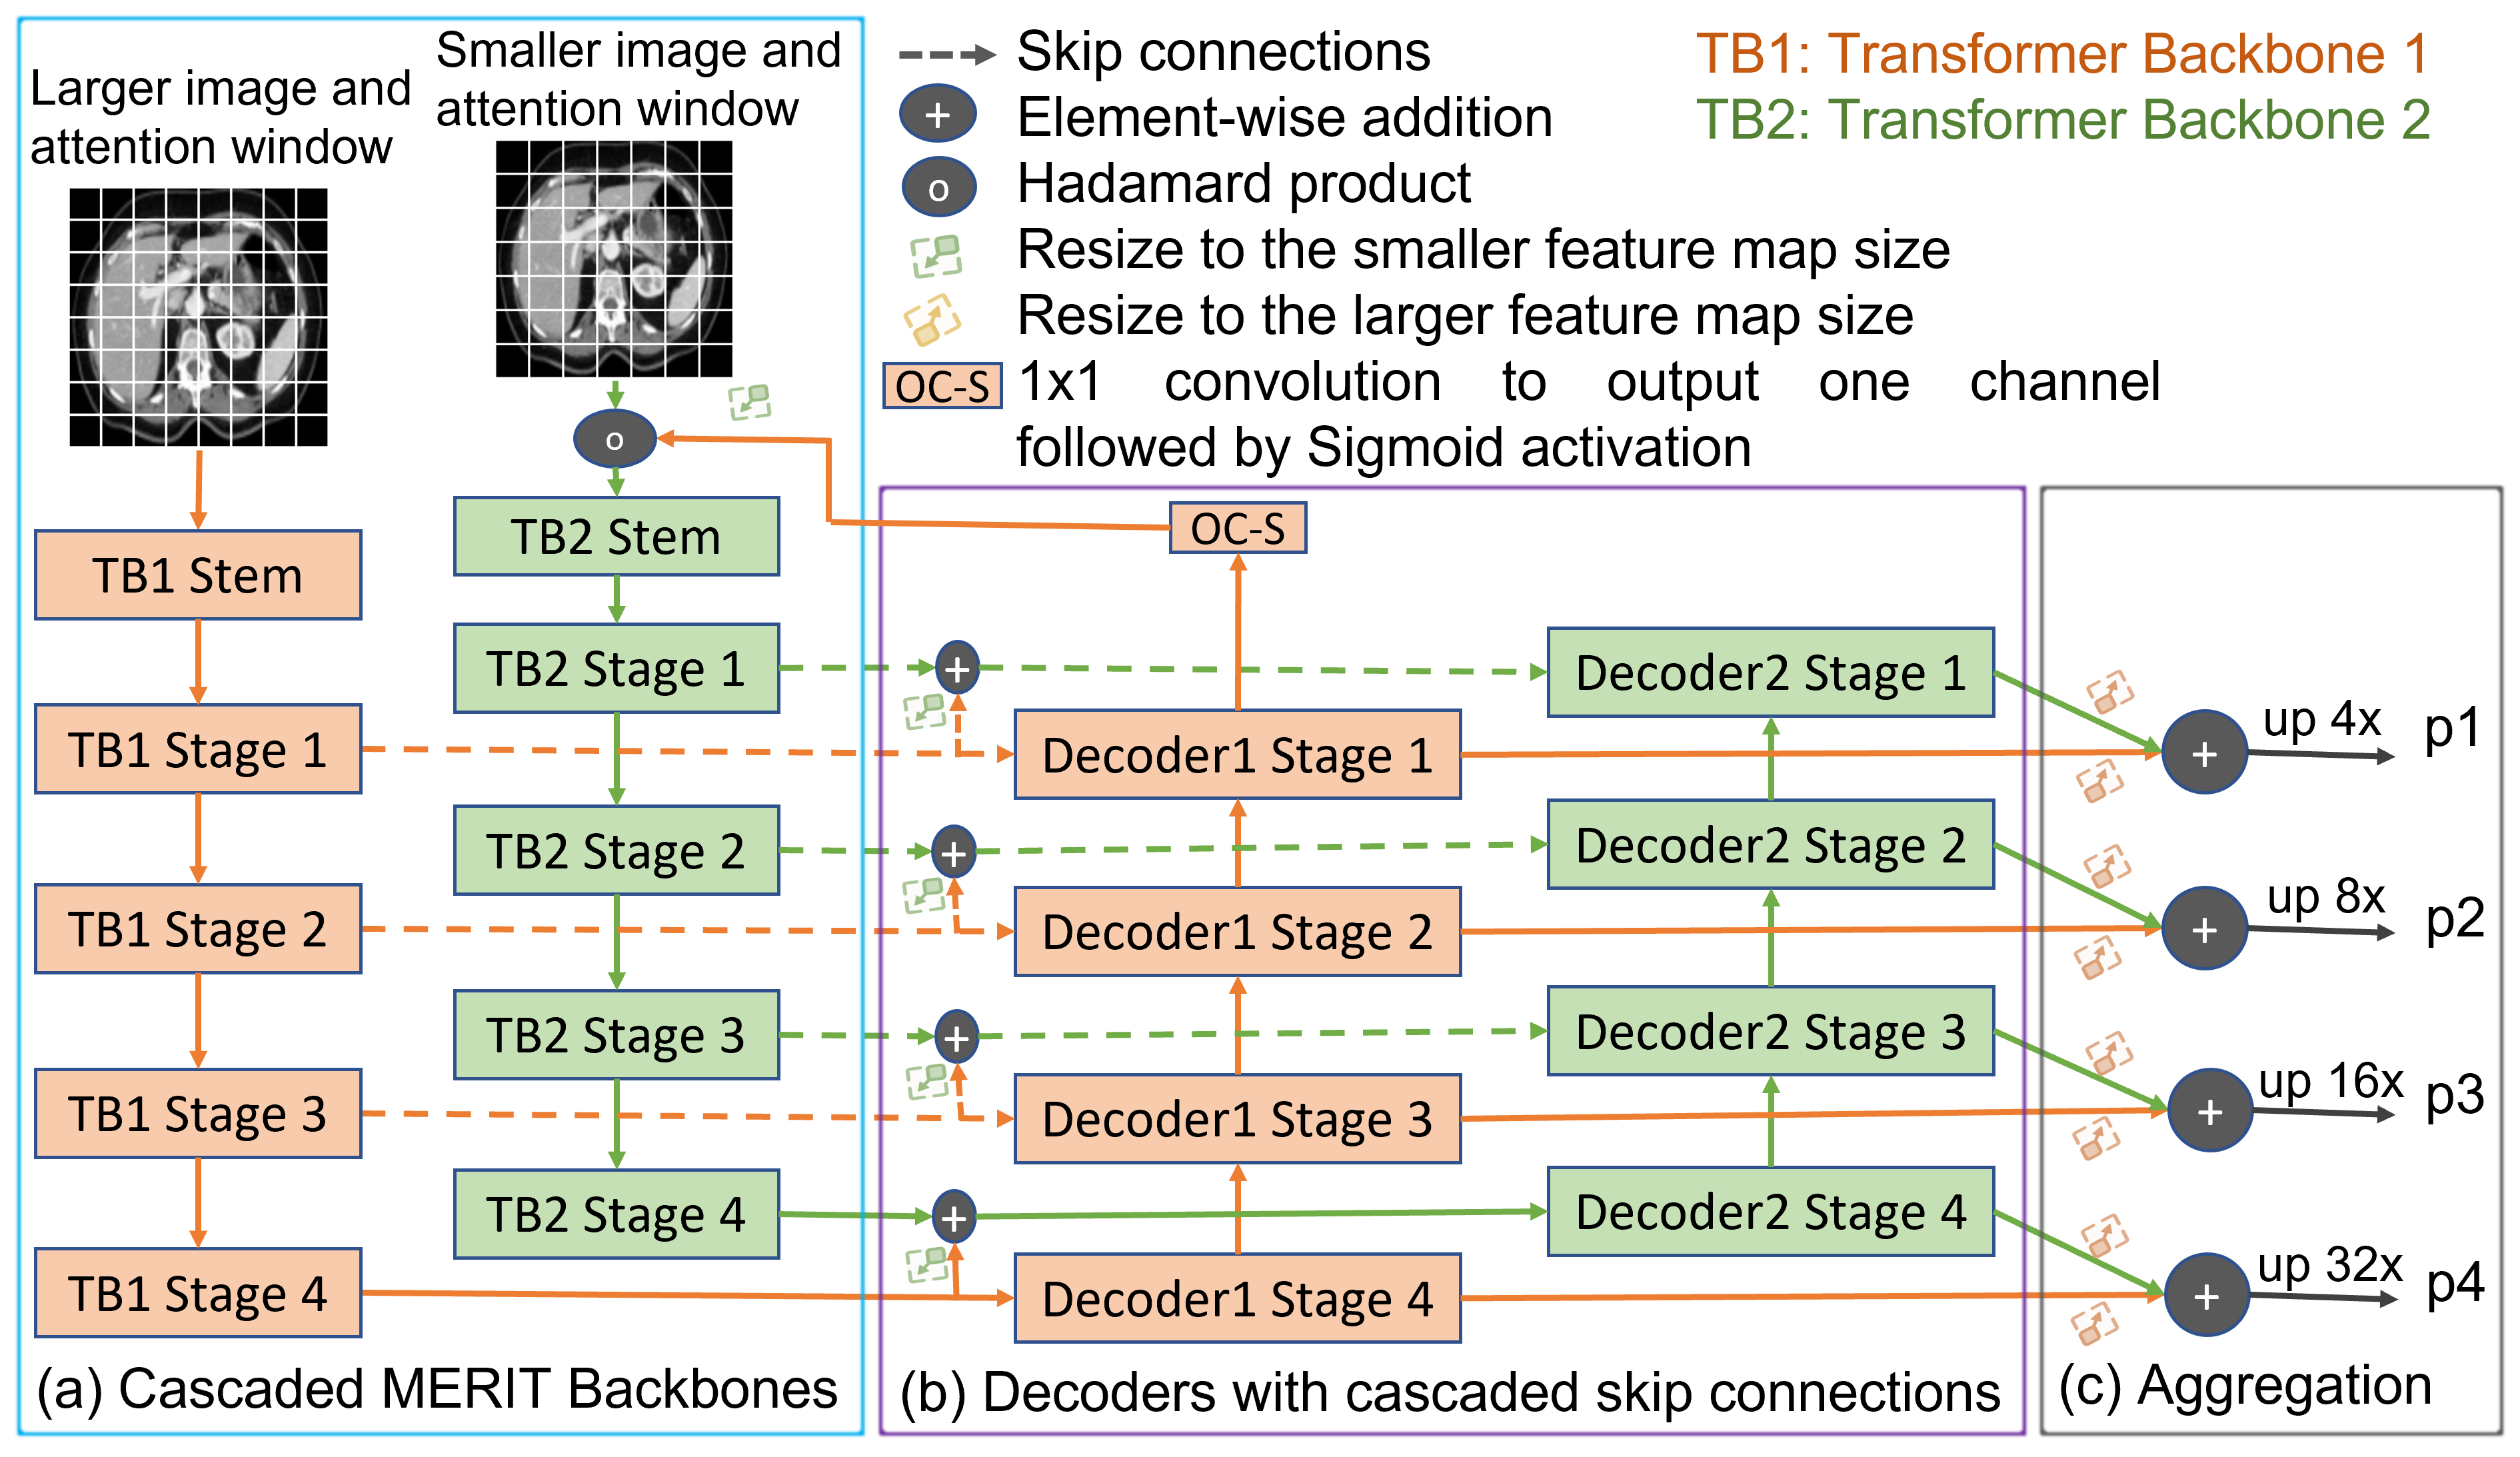 Larger image and
attention window
Smaller image and
attention window
Skip connections
+ Element-wise addition
o Hadamard product
Resize to the smaller feature map size
Resize to the larger feature map size
OC-S 1x1 convolution to output one channel
followed by Sigmoid activation
TB1: Transformer Backbone 1
TB2: Transformer Backbone 2
o
TB1 Stem
TB1 Stage 1
TB1 Stage 2
TB1 Stage 3
TB1 Stage 4
TB2 Stem
TB2 Stage 1
TB2 Stage 2
TB2 Stage 3
TB2 Stage 4
(a) Cascaded MERIT Backbones
OC-S
+
+
+
+
Decoder1 Stage 1
Decoder1 Stage 2
Decoder1 Stage 3
Decoder1 Stage 4
Decoder2 Stage 1
Decoder2 Stage 2
Decoder2 Stage 3
Decoder2 Stage 4
(b) Decoders with cascaded skip connections
+ up 4x p1
+ up 8x p2
+ up 16x p3
+ up 32x p4
(c) Aggregation